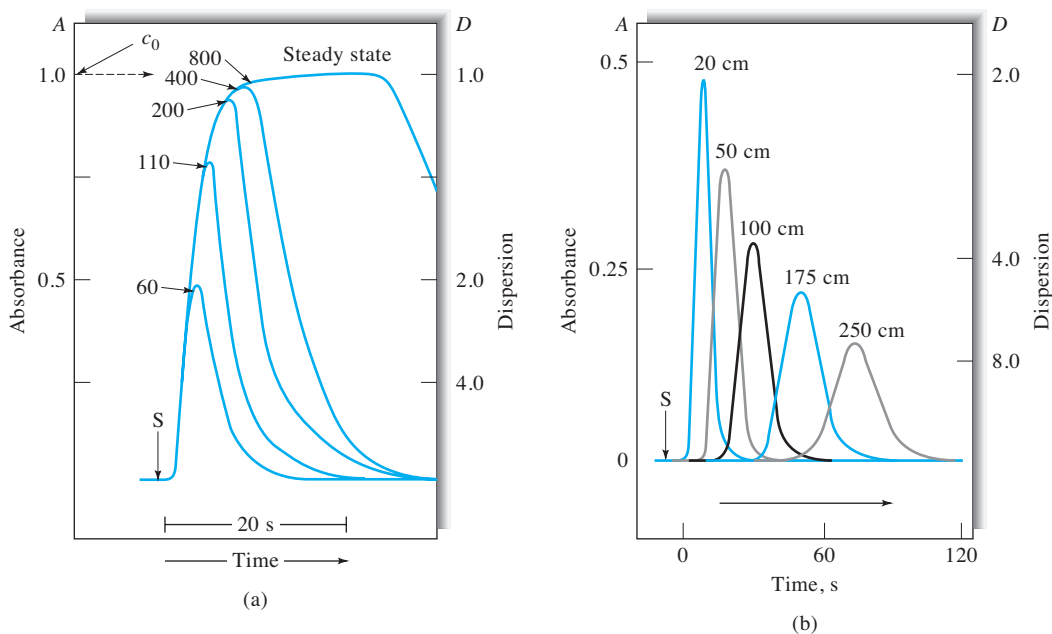 A
D
c0
1.0
Steady state
800
1.0
400
200
110
0.5
2.0
60
4.0
S
20 s
Time
Absorbance
Dispersion
(a)
A
D
20 cm
0.5
2.0
50 cm
100 cm
0.25
4.0
175 cm
250 cm
8.0
S
0
0
60
120
Time, s
Absorbance
Dispersion
(b)